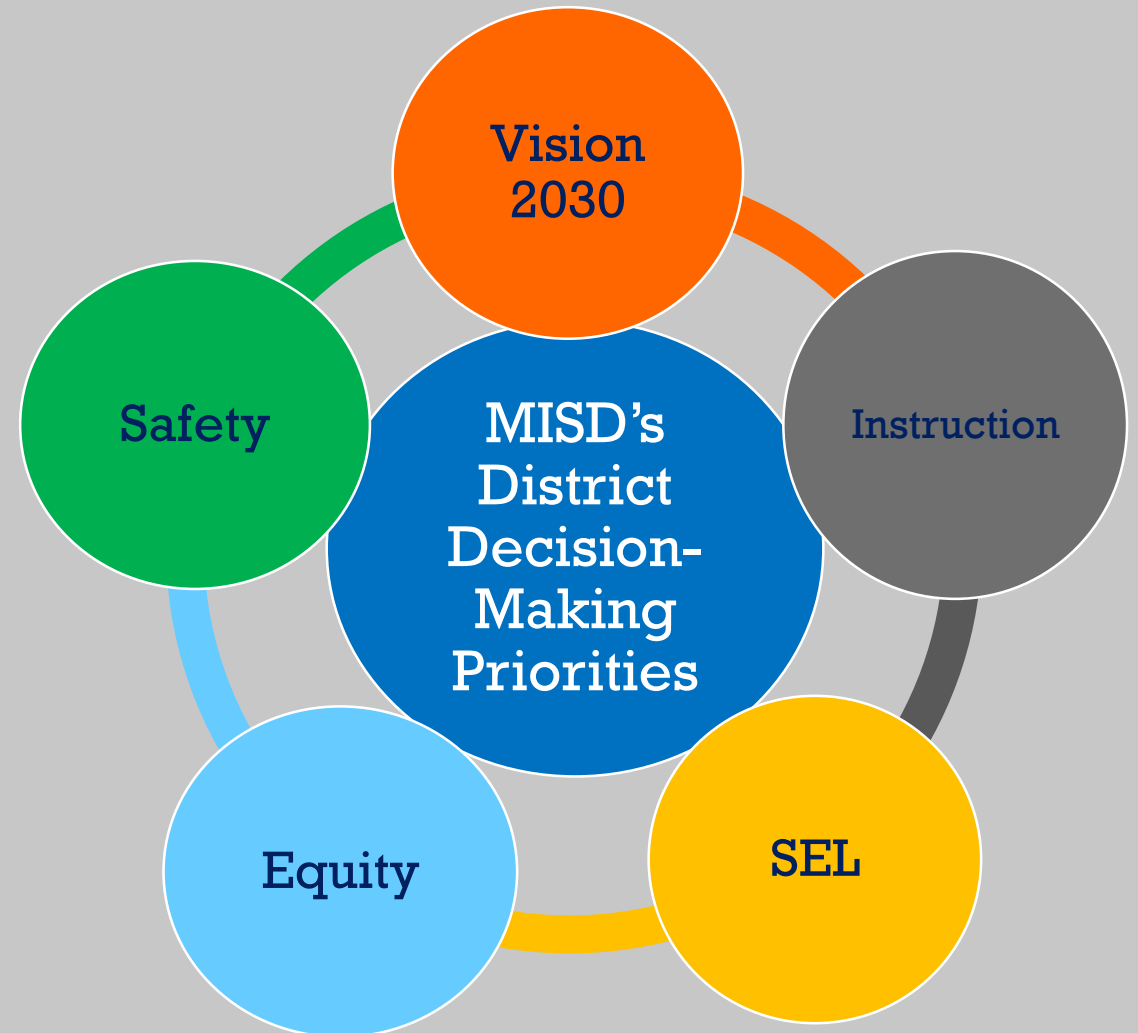 Vision
2030
Safety
Instruction
MISD’s
District
Decision-
Making
Priorities
Equity
SEL